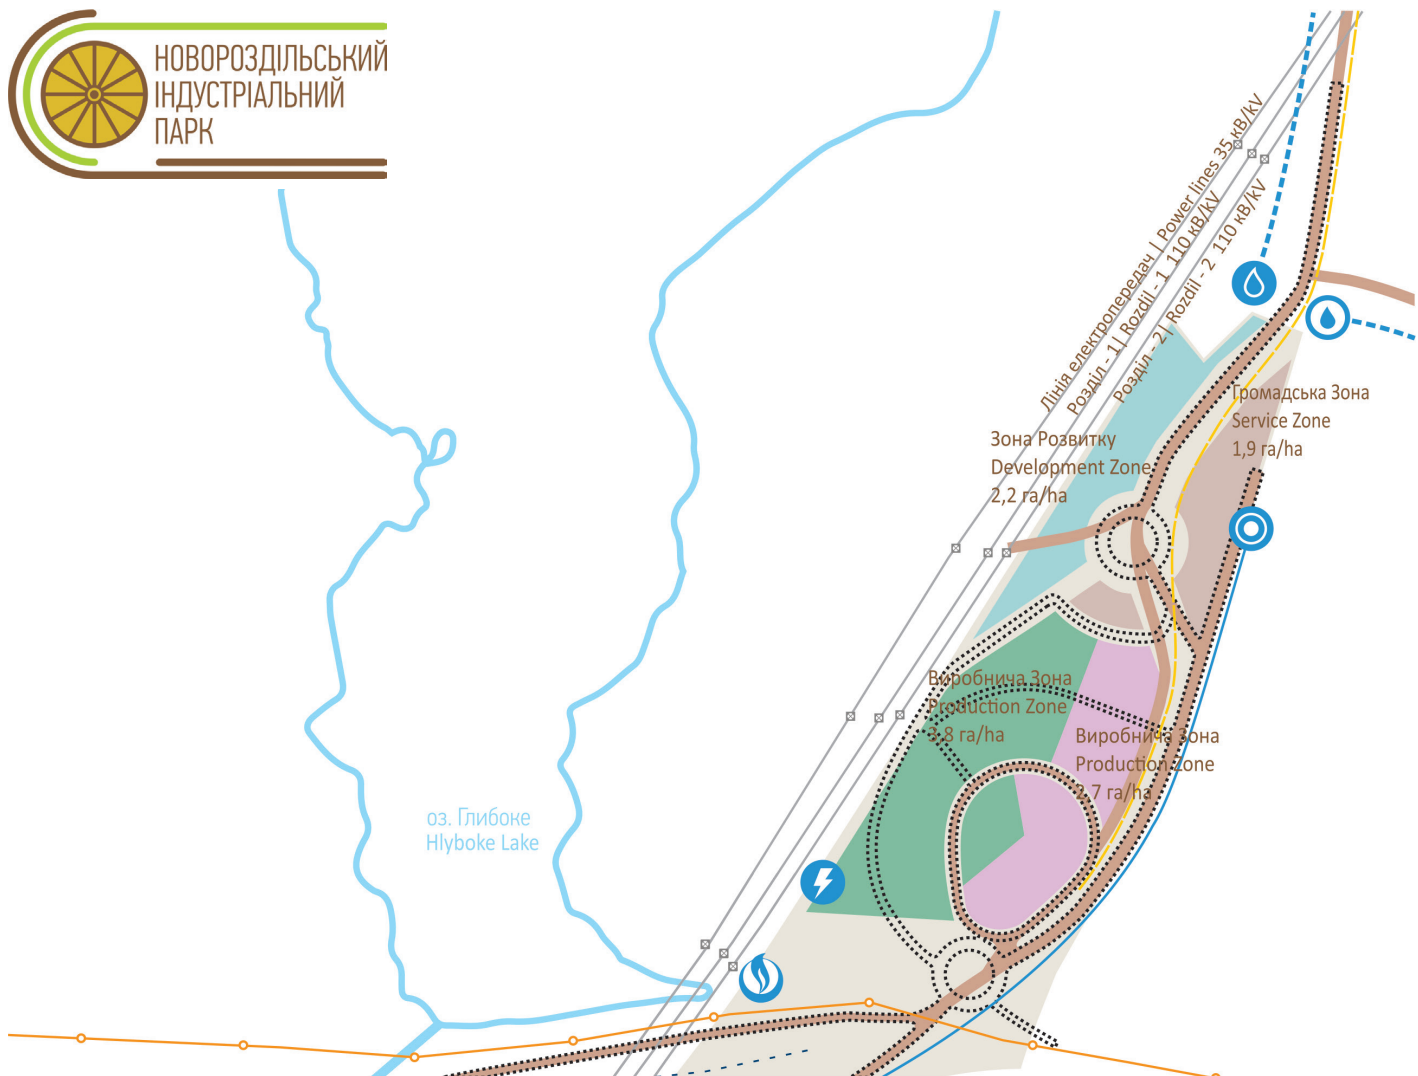 НОВОРОЗДІЛЬСЬКИЙ
ІНДУСТРІАЛЬНИЙ
ПАРК
Лінія електропередач | Power lines 35 кВ/kV
Розділ - 1| Rozdil - 1 110 кВ/kV
Розділ - 2| Rozdil - 2 110 кВ/kV
Громадська Зона
Service Zone
1,9 га/ha
Зона Розвитку
Development Zone
2,2 га/ha
Виробнича Зона
Production Zone
3,8 га/ha
Виробнича Зона
Production Zone
2,7 га/ha
оз. Глибоке
Hlyboke Lake